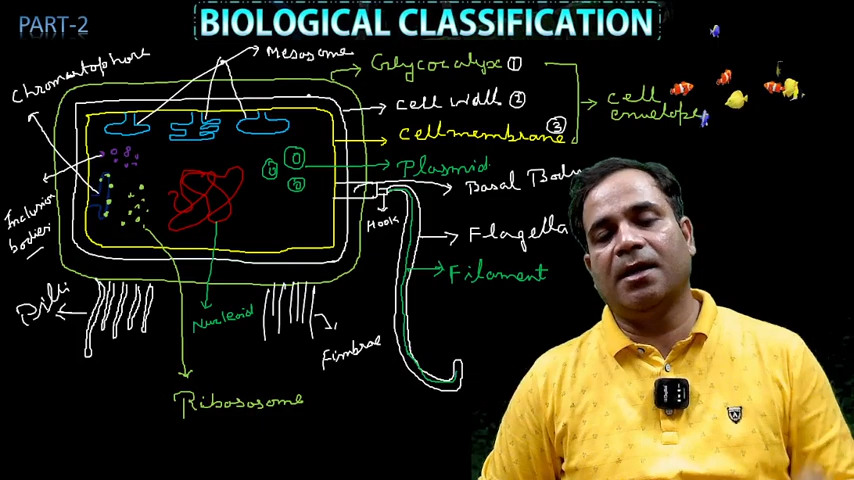 PART-2
BIOLOGICAL CLASSIFICATION
Chromartophore
Mesosome
Glycocalyx ①
cell wall ②
cell membrane ③
cell
envelope
Plasmid
Basal Body
Hook
Flagella
Filament
Inclusion
bodies
Pilli
Nucleoid
Fimbrae
Ribososome